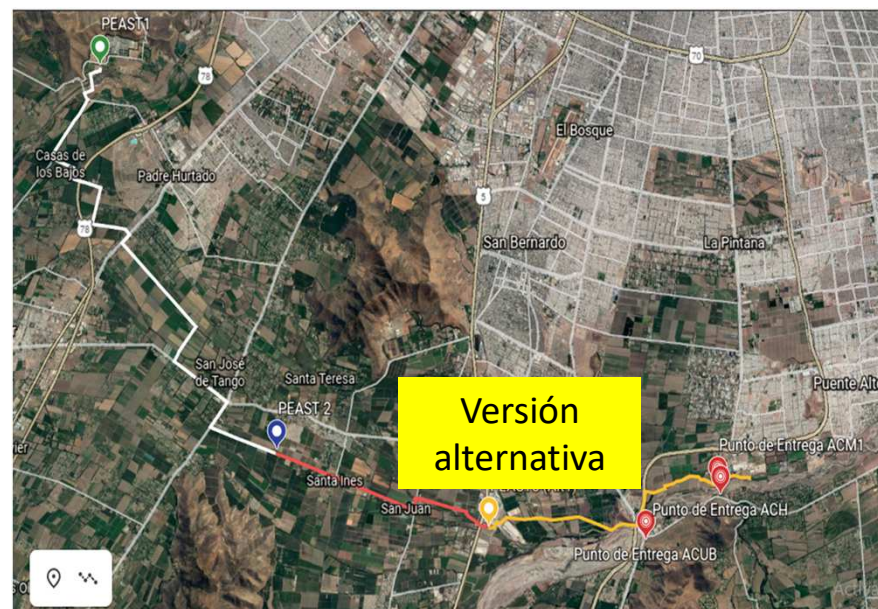 PEAST1
78
70
El Bosque
Casas de
los Bajos
Padre Hurtado
5
78
San Bernardo
La Pintana
San José
de Tango
Santa Teresa
Puente Alto
PEAST 2
Versión
alternativa
Punto de Entrega ACM1
Santa Ines
San Juan
Punto de Entrega ACH
Punto de Entrega ACUB